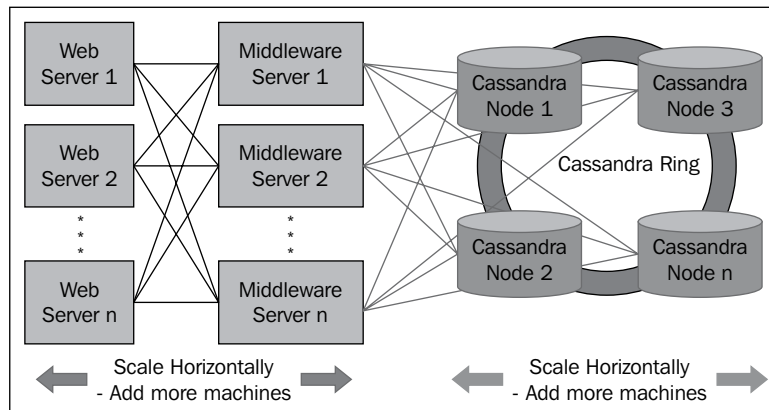 Web
Server 1
Middleware
Server 1
Cassandra
Node 1
Cassandra
Node 3
Web
Server 2
Middleware
Server 2
Cassandra Ring
* 
*
*
*
*
*
Cassandra
Node 2
Cassandra
Node n
Web
Server n
Middleware
Server n
Scale Horizontally
- Add more machines
Scale Horizontally
- Add more machines